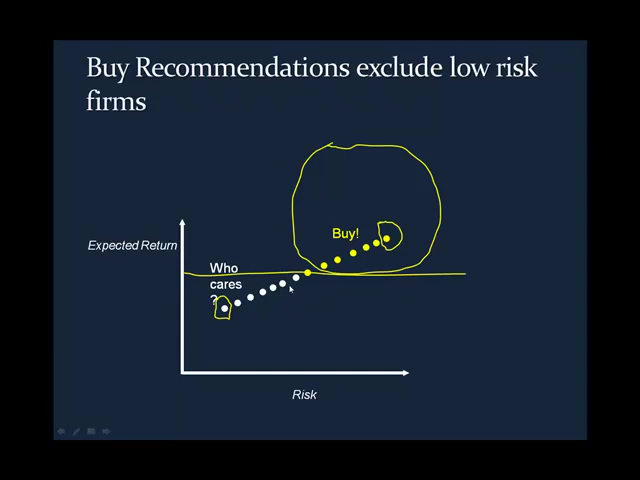 Buy Recommendations exclude low risk
firms
Buy!
Expected Return
Who
cares
?
Risk